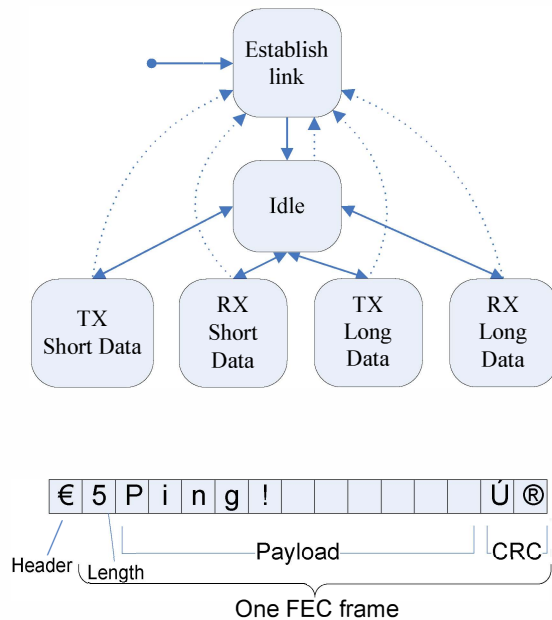 Establish
link
Idle
TX
Short Data
RX
Short
Data
TX
Long
Data
RX
Long
Data
€ 5 P i n g ! Ú ®
Header
Length
Payload
CRC
One FEC frame